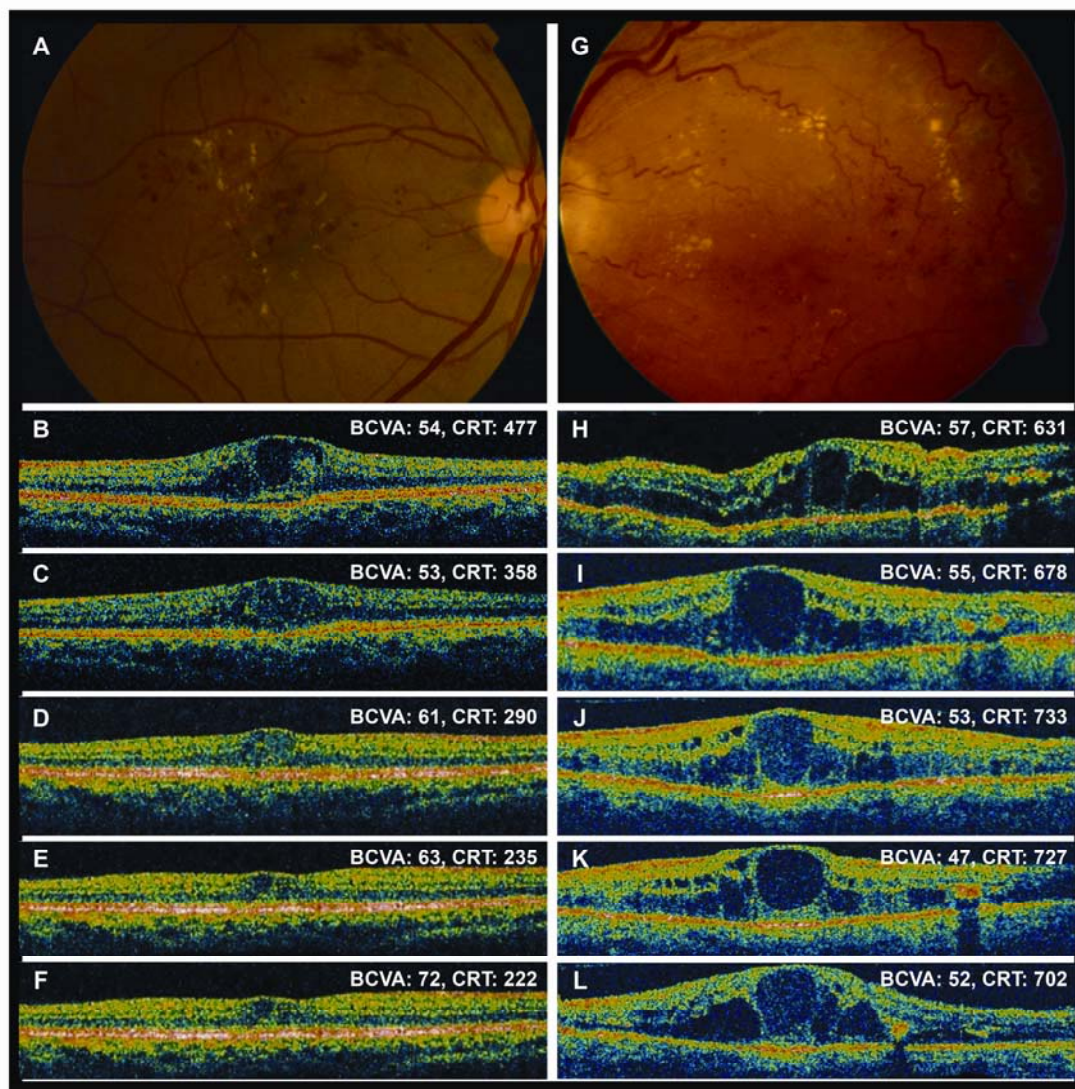 A
G
B BCVA: 54, CRT: 477
H BCVA: 57, CRT: 631
C BCVA: 53, CRT: 358
I BCVA: 55, CRT: 678
D BCVA: 61, CRT: 290
J BCVA: 53, CRT: 733
E BCVA: 63, CRT: 235
K BCVA: 47, CRT: 727
F BCVA: 72, CRT: 222
L BCVA: 52, CRT: 702